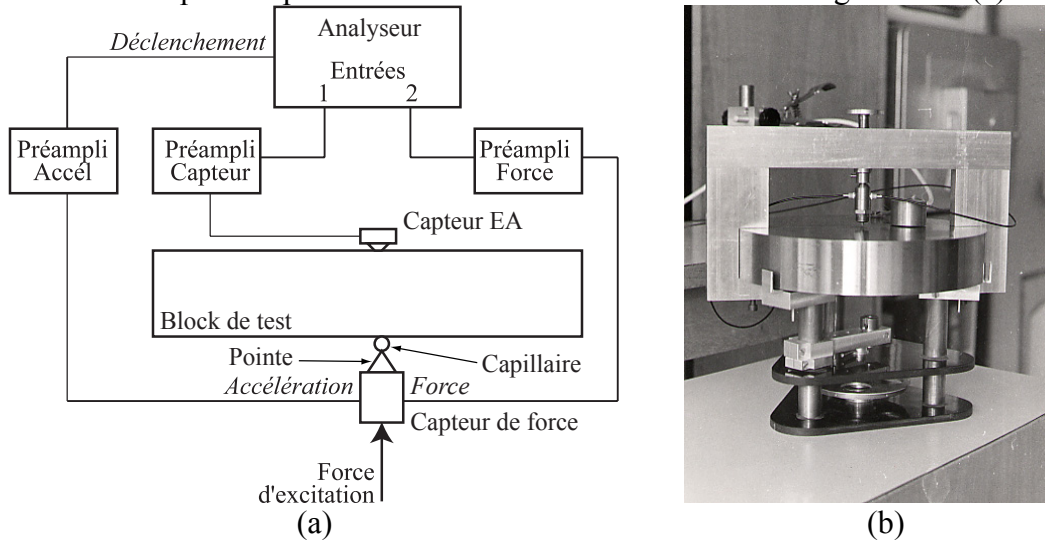 Déclenchement
Analyseur
Entrées
1 2
Préampli
Accél
Préampli
Capteur
Préampli
Force
Capteur EA
Block de test
Pointe
Capillaire
Accélération
Force
Capteur de force
Force
d'excitation
(a)
(b)